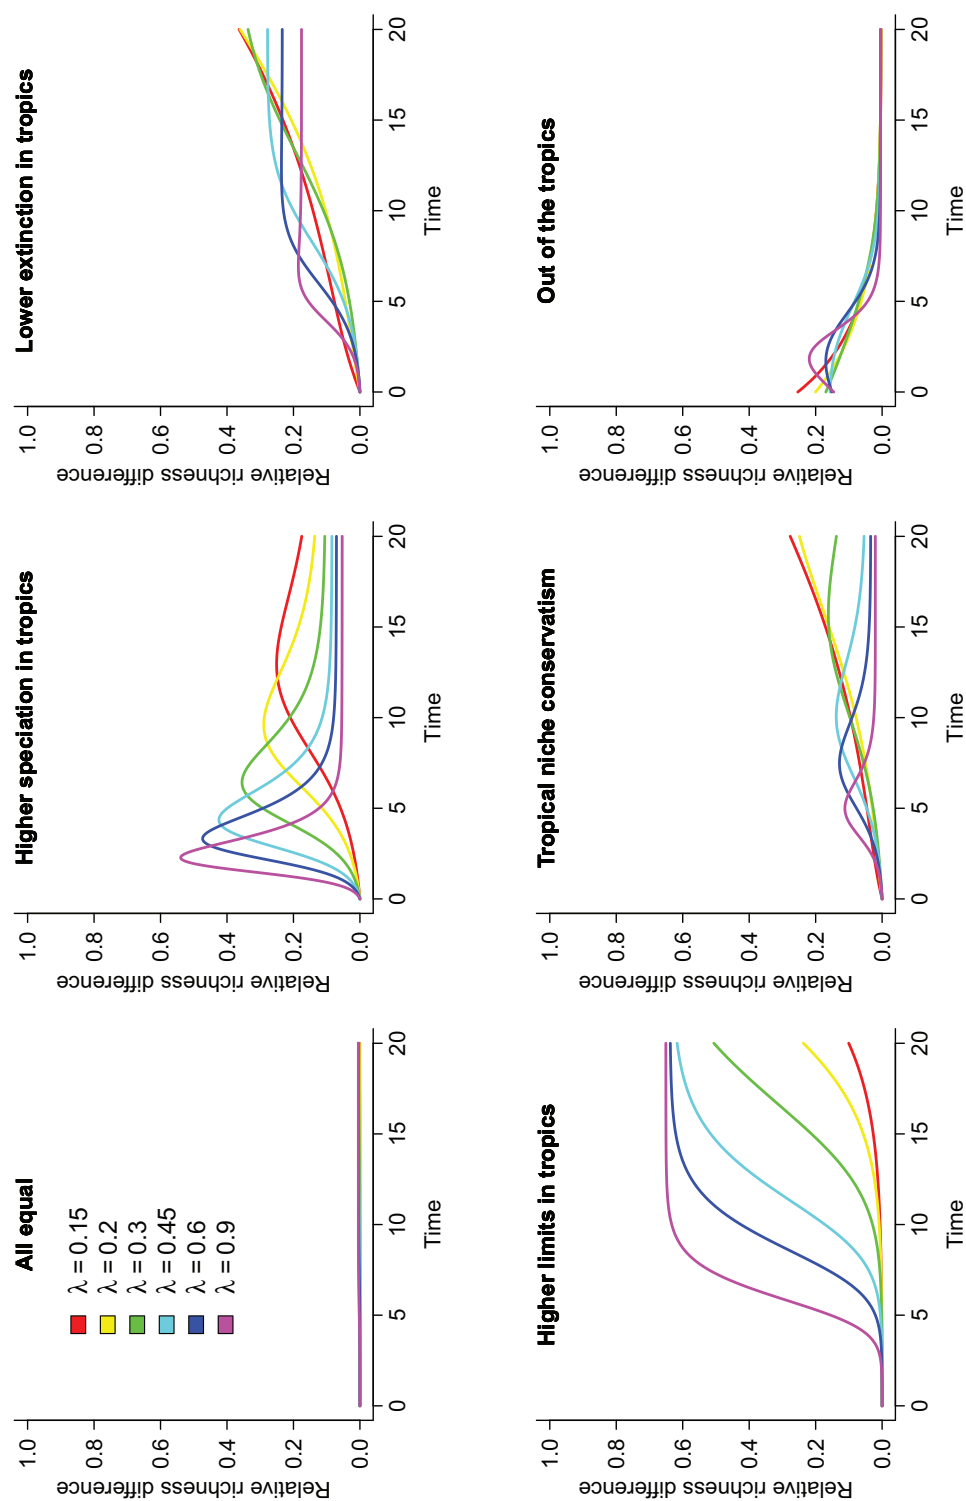 All equal
λ = 0.15
λ = 0.2
λ = 0.3
λ = 0.45
λ = 0.6
λ = 0.9
Relative richness difference
0.0 0.2 0.4 0.6 0.8 1.0
0 5 10 15 20
Time
Higher speciation in tropics
Relative richness difference
0.0 0.2 0.4 0.6 0.8 1.0
0 5 10 15 20
Time
Lower extinction in tropics
Relative richness difference
0.0 0.2 0.4 0.6 0.8 1.0
0 5 10 15 20
Time
Higher limits in tropics
Relative richness difference
0.0 0.2 0.4 0.6 0.8 1.0
0 5 10 15 20
Time
Tropical niche conservatism
Relative richness difference
0.0 0.2 0.4 0.6 0.8 1.0
0 5 10 15 20
Time
Out of the tropics
Relative richness difference
0.0 0.2 0.4 0.6 0.8 1.0
0 5 10 15 20
Time